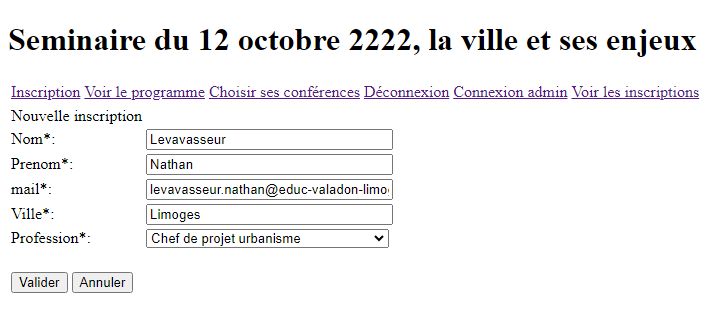 Seminaire du 12 octobre 2222, la ville et ses enjeux
Inscription Voir le programme Choisir ses conférences Déconnexion Connexion admin Voir les inscriptions
Nouvelle inscription
Nom*: Levavasseur
Prenom*: Nathan
mail*: levavasseur.nathan@educ-valadon-limo
Ville*: Limoges
Profession*: Chef de projet urbanisme
Valider Annuler